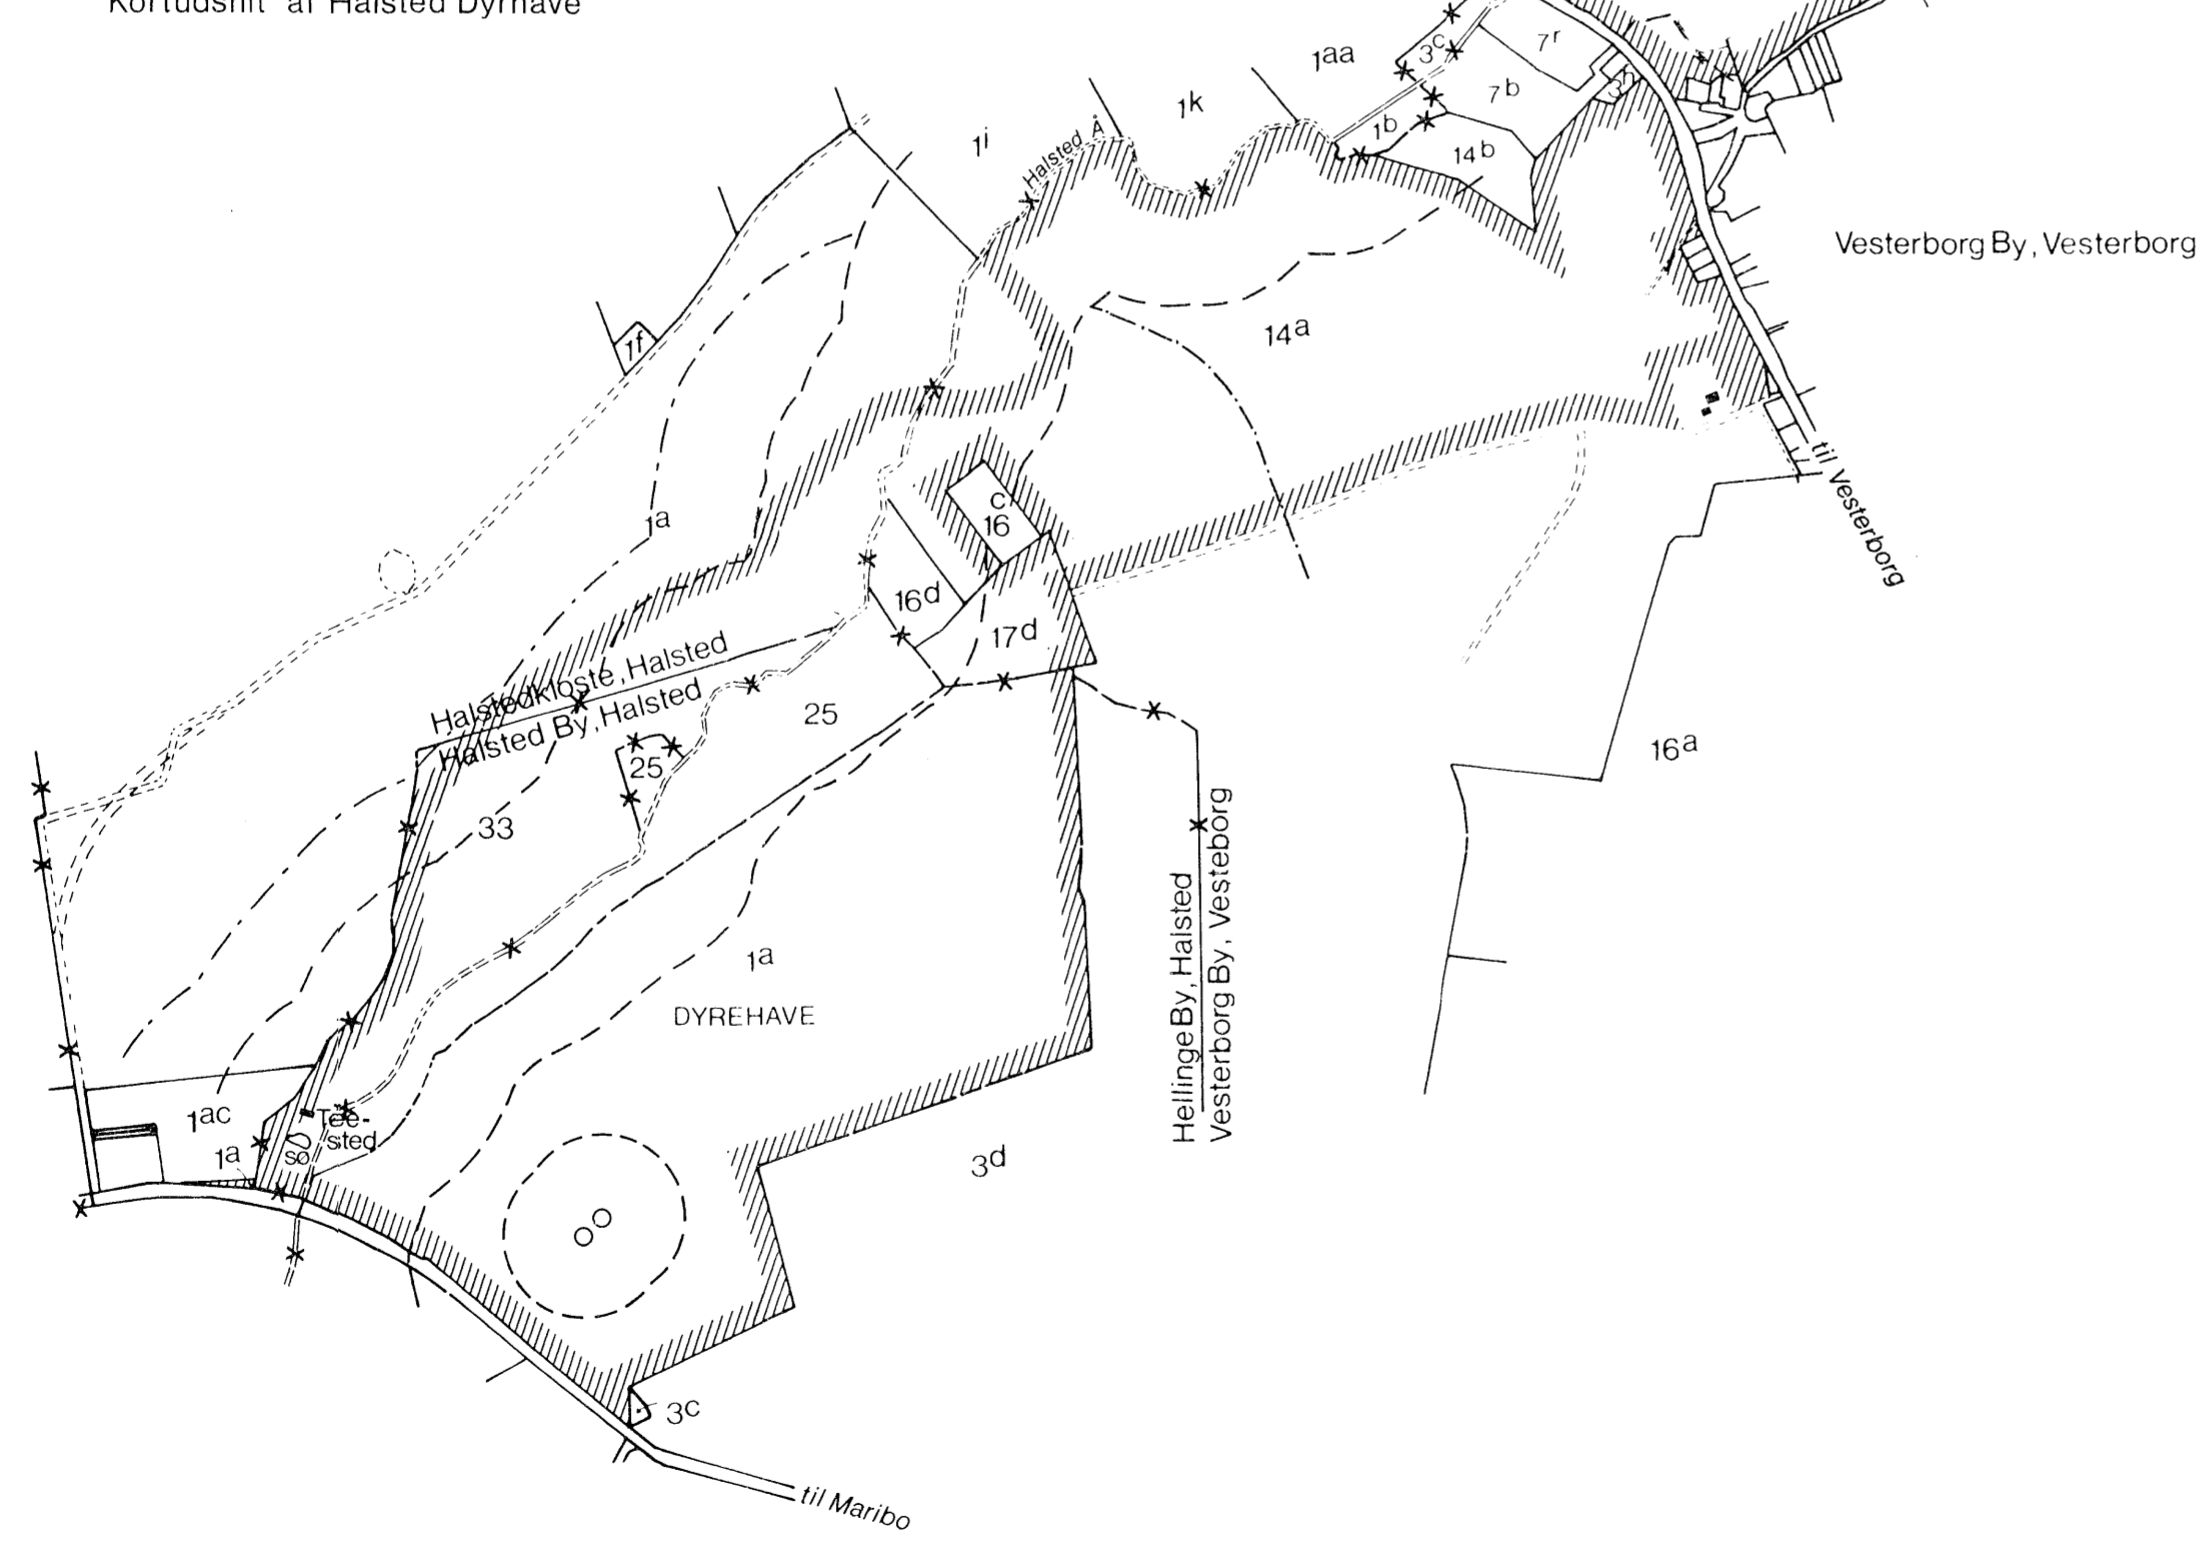 Kortudsnit af Halsted Dyrhave
1aa
3c
7r
3h
7b
1k
1i
Halsted Å
1b
14b
Vesterborg By, Vesterborg
1f
14a
til Vesterborg
1a
c
16
16d
17d
Halstedkloste, Halsted
Halsted By, Halsted
25
25
33
16a
1a
DYREHAVE
Hellinge By, Halsted
Vesterborg By, Vesteborg
1ac
Tee-
sted
sø
1a
3d
3c
til Maribo